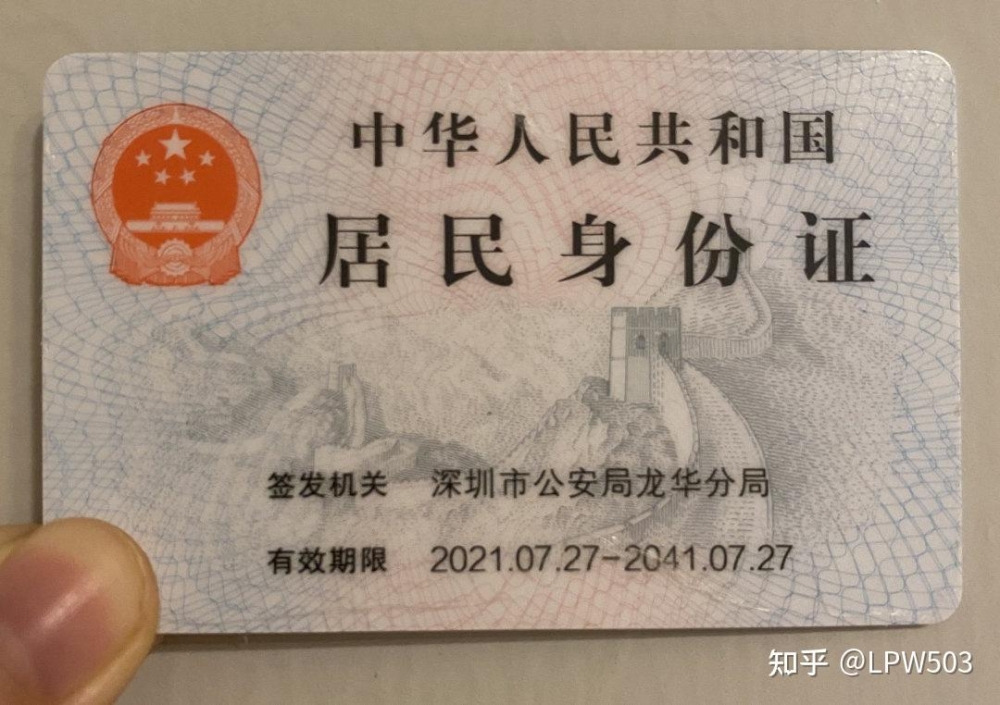 中华人民共和国
居民身份证
签发机关 深圳市公安局龙华分局
有效期限 2021.07.27-2041.07.27
知乎 @LPW503